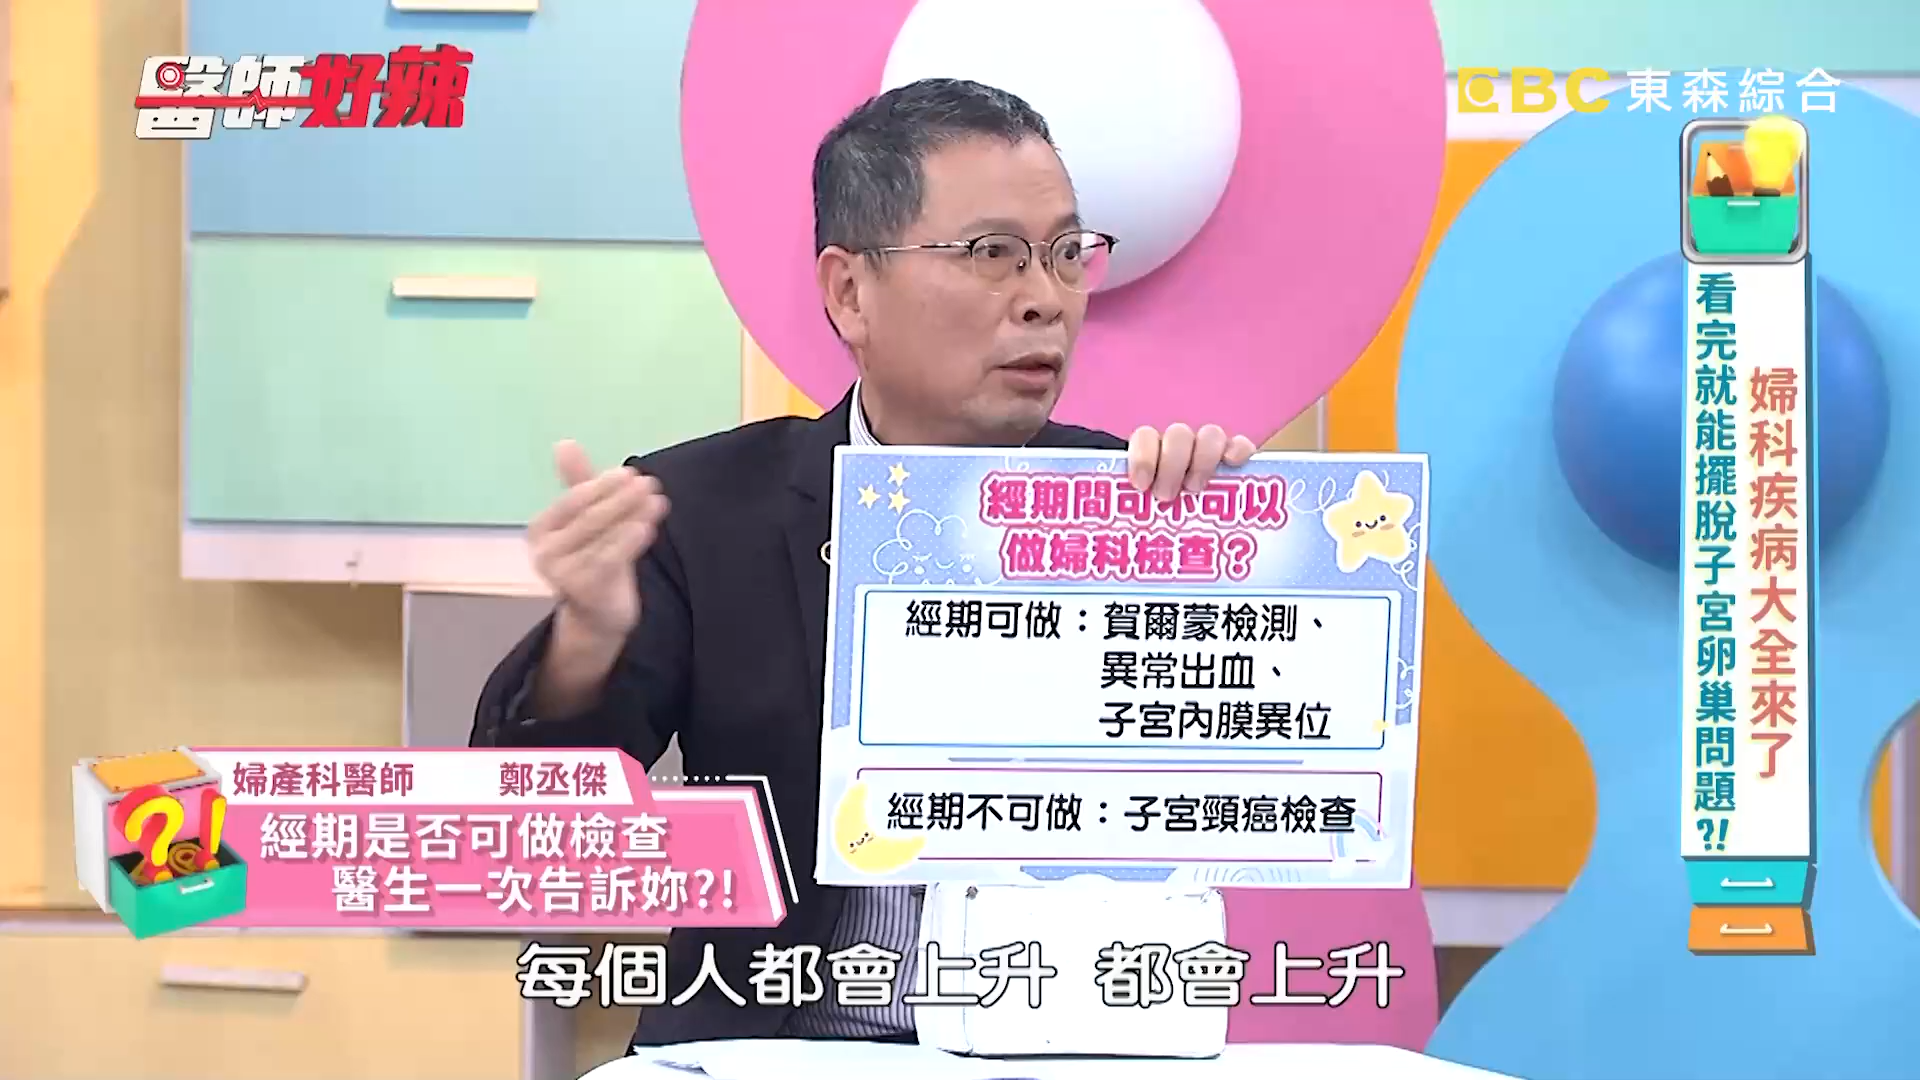 醫師好辣
EBC 東森綜合
婦科疾病大全來了
看完就能擺脫子宮卵巢問題?!
經期間可不可以
做婦科檢查？
經期可做：賀爾蒙檢測、
異常出血、
子宮內膜異位
經期不可做：子宮頸癌檢查
婦產科醫師 鄭丞傑
經期是否可做檢查
醫生一次告訴妳?!
每個人都會上升 都會上升